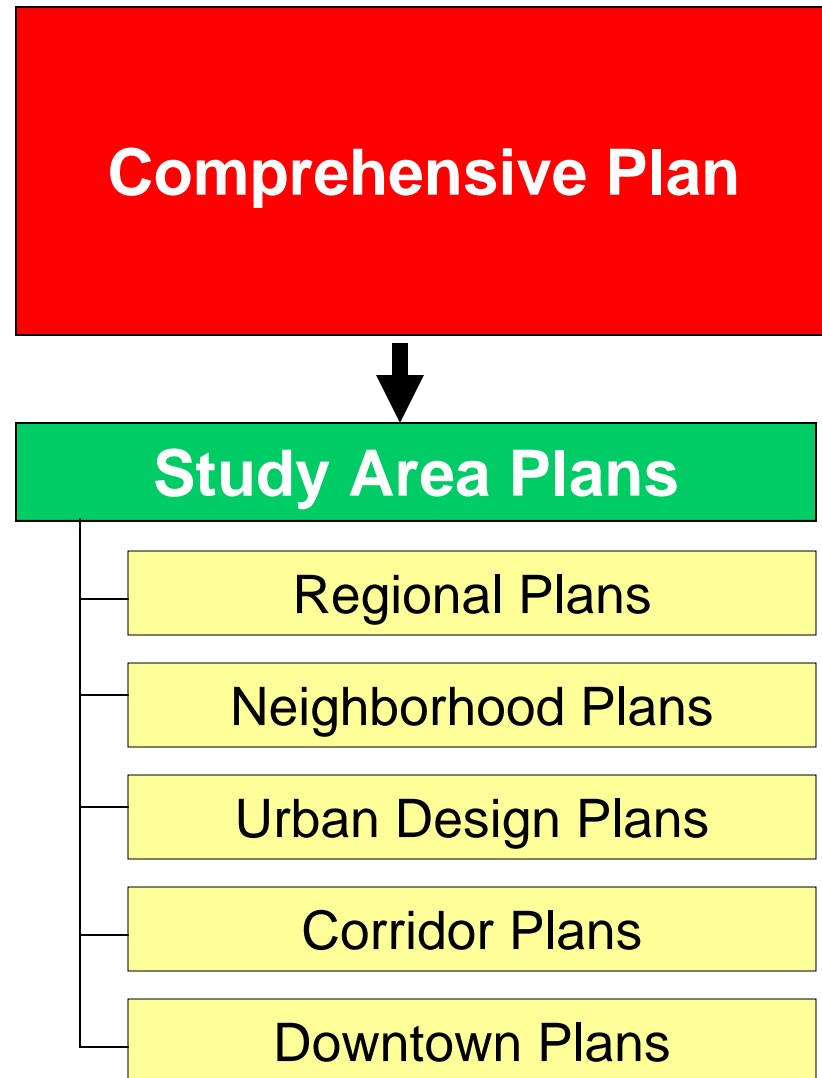 Comprehensive Plan
Study Area Plans
Regional Plans
Neighborhood Plans
Urban Design Plans
Corridor Plans
Downtown Plans